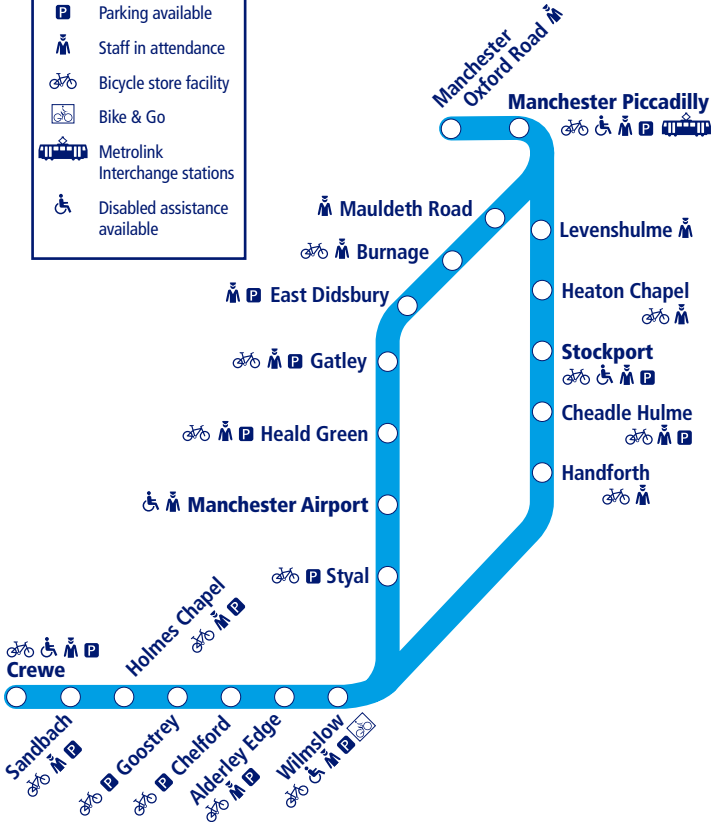 P Parking available
Staff in attendance
Bicycle store facility
Bike & Go
Metrolink
Interchange stations
Disabled assistance
available
Manchester
Oxford Road
Manchester Piccadilly
P
Mauldeth Road
Levenshulme
Burnage
P East Didsbury
Heaton Chapel
P Gatley
Stockport
P
Cheadle Hulme
P
P Heald Green
Handforth
Manchester Airport
P Styal
Holmes Chapel
P
P
Crewe
Sandbach
P
P Goostrey
P Chelford
Alderley Edge
P
Wilmslow
P